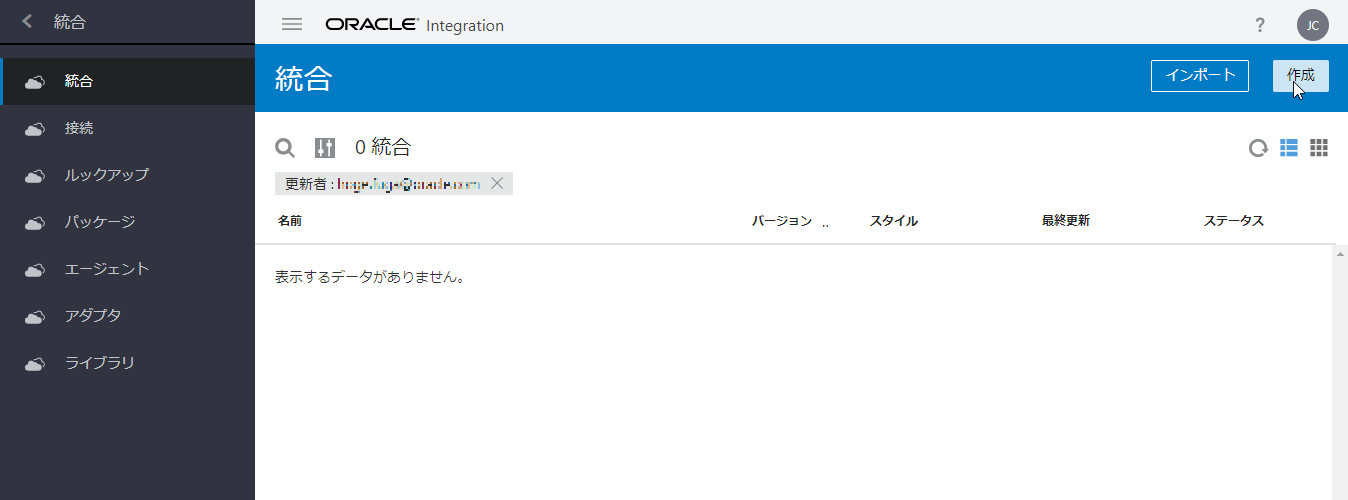 統合
ORACLE Integration
?
JC
統合
接続
ルックアップ
パッケージ
エージェント
アダプタ
ライブラリ
統合
インポート
作成
0 統合
更新者 :
名前 バージョン .. スタイル 最終更新 ステータス
表示するデータがありません。